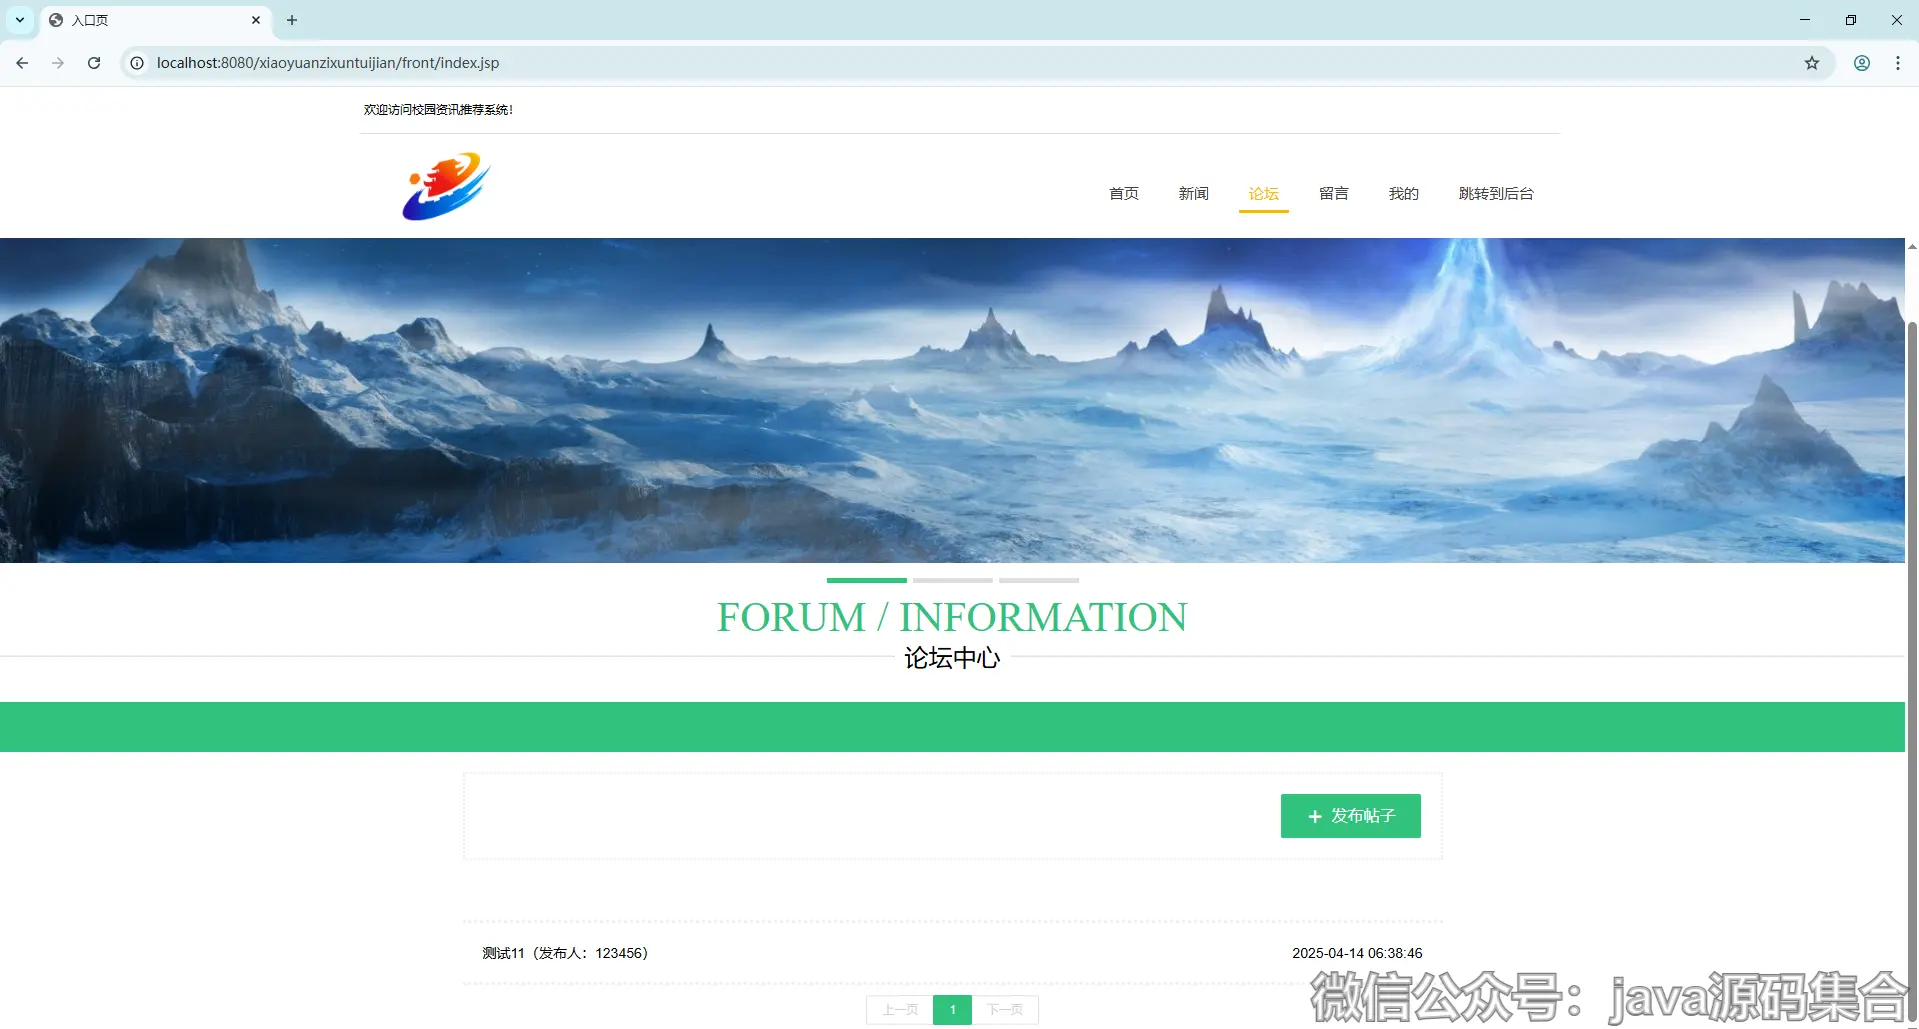 入口页
localhost:8080/xiaoyuanzixuntuijian/front/index.jsp
欢迎访问校园资讯推荐系统！
首页 新闻 论坛 留言 我的 跳转到后台
FORUM / INFORMATION
论坛中心
+ 发布帖子
测试11（发布人：123456） 2025-04-14 06:38:46
上一页 1 下一页
微信公众号：java源码集合